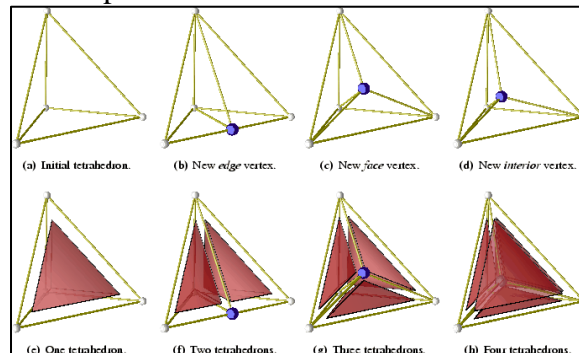 (a) Initial tetrahedron. (b) New edge vertex. (c) New face vertex. (d) New interior vertex.
(e) One tetrahedron. (f) Two tetrahedrons. (g) Three tetrahedrons. (h) Four tetrahedrons.